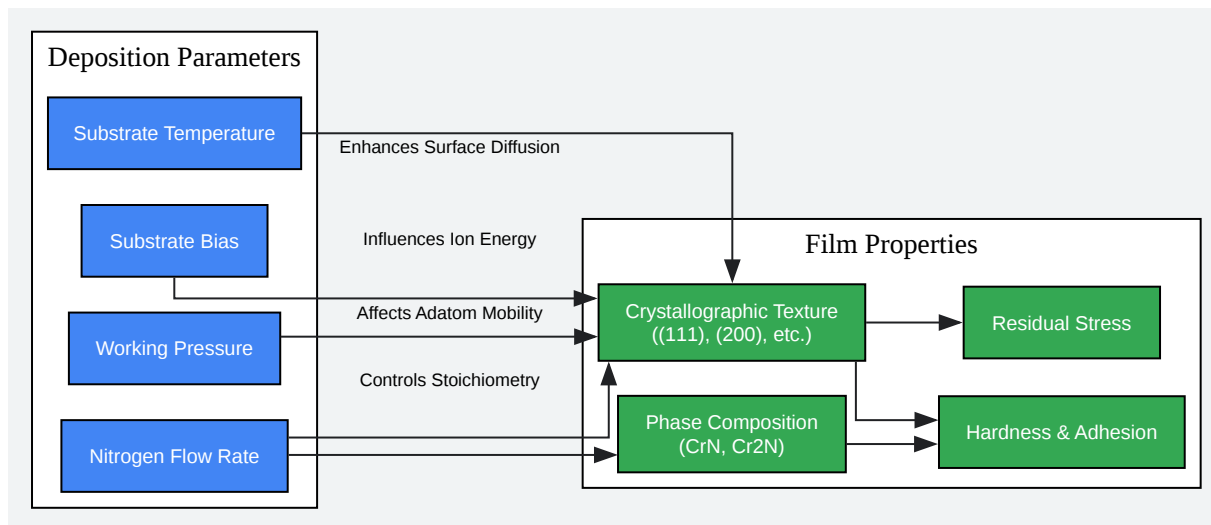 Deposition Parameters
Substrate Temperature
Enhances Surface Diffusion
Substrate Bias
Influences Ion Energy
Film Properties
Working Pressure
Affects Adatom Mobility
Crystallographic Texture
((111), (200), etc.)
Residual Stress
Controls Stoichiometry
Nitrogen Flow Rate
Phase Composition
(CrN, Cr2N)
Hardness & Adhesion